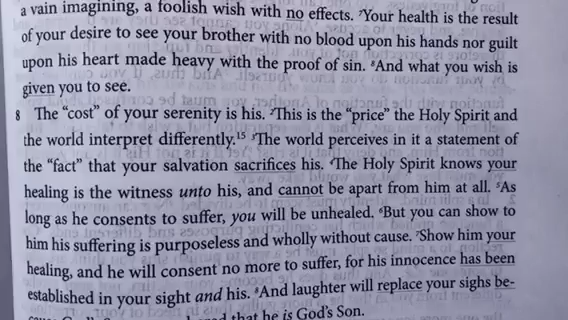 a vain imagining, a foolish wish with no effects. ⁷Your health is the result
of your desire to see your brother with no blood upon his hands nor guilt
upon his heart made heavy with the proof of sin. ⁸And what you wish is
given you to see.
8 The “cost” of your serenity is his. ²This is the “price” the Holy Spirit and
the world interpret differently.¹⁵ ³The world perceives in it a statement of
the “fact” that your salvation sacrifices his. ⁴The Holy Spirit knows your
healing is the witness unto his, and cannot be apart from him at all. ⁵As
long as he consents to suffer, you will be unhealed. ⁶But you can show to
him his suffering is purposeless and wholly without cause. ⁷Show him your
healing, and he will consent no more to suffer, for his innocence has been
established in your sight and his. ⁸And laughter will replace your sighs be-
that he is God’s Son.